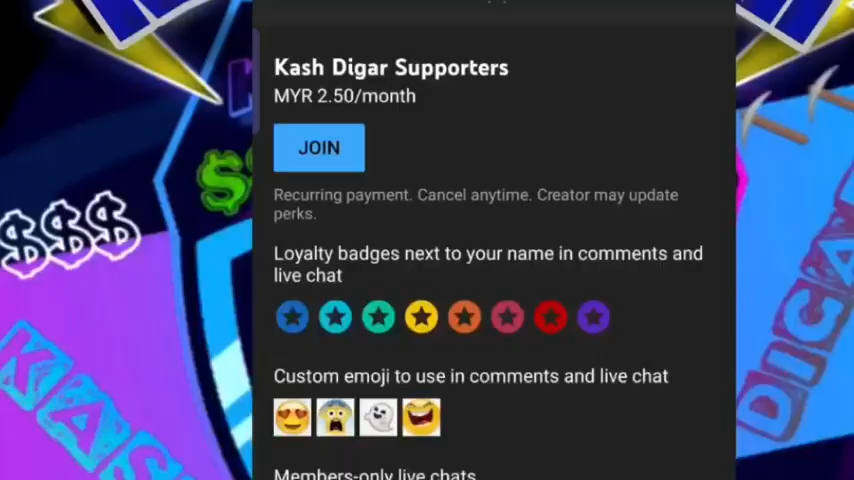 Kash Digar Supporters
MYR 2.50/month
JOIN
Recurring payment. Cancel anytime. Creator may update
perks.
Loyalty badges next to your name in comments and
live chat
$$$
KAS
DIGA
Custom emoji to use in comments and live chat
Members-only live chats